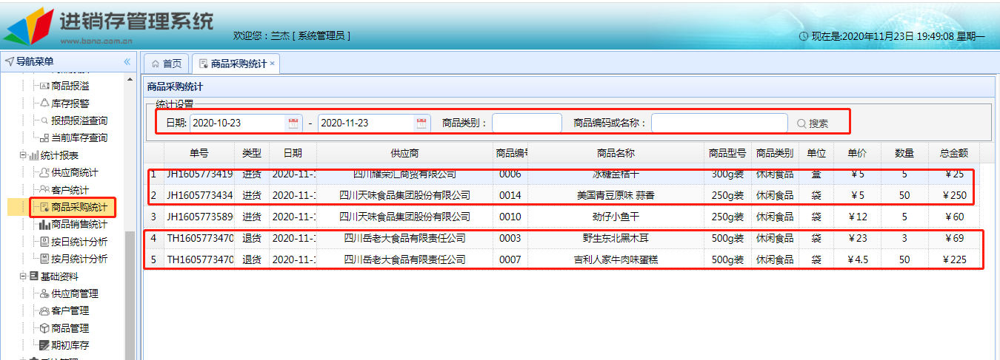 进销存管理系统
www.banc.com.cn
欢迎您：兰杰 [ 系统管理员 ]
现在是:2020年11月23日 19:49:08 星期一
导航菜单
商品报溢
库存报警
报损报溢查询
当前库存查询
统计报表
供应商统计
客户统计
商品采购统计
商品销售统计
按日统计分析
按月统计分析
基础资料
供应商管理
客户管理
商品管理
期初库存
首页 商品采购统计 ×
商品采购统计
统计设置
日期: 2020-10-23 - 2020-11-23 商品类别： 商品编码或名称： 搜索
单号 类型 日期 供应商 商品编号 商品名称 商品型号 商品类别 单位 单价 数量 总金额
1 JH1605773419 进货 2020-11-1 四川耀荣汇商贸有限公司 0006 冰糖金桔干 300g装 休闲食品 盒 ￥5 5 ￥25
2 JH1605773434 进货 2020-11-1 四川天味食品集团股份有限公司 0014 美国青豆原味 蒜香 250g装 休闲食品 袋 ￥5 50 ￥250
3 JH160577358 进货 2020-11-1 四川天味食品集团股份有限公司 0010 劲仔小鱼干 250g装 休闲食品 袋 ￥12 5 ￥60
4 TH1605773470 退货 2020-11-1 四川岳老大食品有限责任公司 0003 野生东北黑木耳 500g装 休闲食品 袋 ￥23 3 ￥69
5 TH1605773470 退货 2020-11-1 四川岳老大食品有限责任公司 0007 吉利人家牛肉味蛋糕 500g装 休闲食品 袋 ￥4.5 50 ￥225